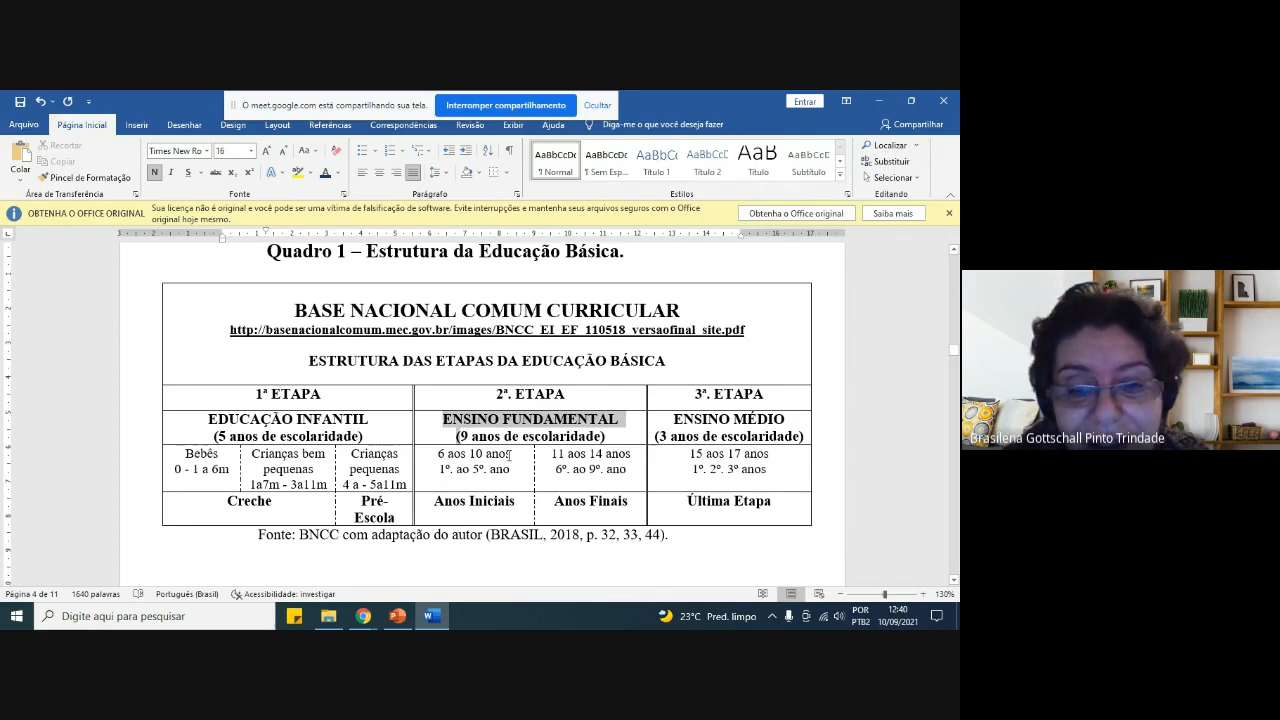 O meet.google.com está compartilhando sua tela. Interromper compartilhamento Ocultar
Entrar
Arquivo Página Inicial Inserir Desenhar Design Layout Referências Correspondências Revisão Exibir Ajuda Diga-me o que você deseja fazer Compartilhar
Colar
Recortar
Copiar
Pincel de Formatação
Área de Transferência
Times New Ro 16
N I S abc x₂ x²
Fonte
Parágrafo
AaBbCcDc AaBbCcDc AaBbCc AaBbCcD AaB AaBbCcD
¶ Normal ¶ Sem Esp... Título 1 Título 2 Título Subtítulo
Estilos
Localizar
Substituir
Selecionar
Editando
OBTENHA O OFFICE ORIGINAL Sua licença não é original e você pode ser uma vítima de falsificação de software. Evite interrupções e mantenha seus arquivos seguros com o Office
original hoje mesmo.
Obtenha o Office original Saiba mais
Quadro 1 – Estrutura da Educação Básica.
BASE NACIONAL COMUM CURRICULAR
http://basenacionalcomum.mec.gov.br/images/BNCC_EI_EF_110518_versaofinal_site.pdf
ESTRUTURA DAS ETAPAS DA EDUCAÇÃO BÁSICA
1ª ETAPA 2ª. ETAPA 3ª. ETAPA
EDUCAÇÃO INFANTIL
(5 anos de escolaridade)
ENSINO FUNDAMENTAL
(9 anos de escolaridade)
ENSINO MÉDIO
(3 anos de escolaridade)
Bebês
0 - 1 a 6m
Crianças bem
pequenas
1a7m - 3a11m
Crianças
pequenas
4 a - 5a11m
6 aos 10 anos
1º. ao 5º. ano
11 aos 14 anos
6º. ao 9º. ano
15 aos 17 anos
1º. 2º. 3º anos
Creche
Pré-
Escola
Anos Iniciais
Anos Finais
Última Etapa
Fonte: BNCC com adaptação do autor (BRASIL, 2018, p. 32, 33, 44).
Brasilena Gottschall Pinto Trindade
Página 4 de 11 1640 palavras Português (Brasil) Acessibilidade: investigar 130%
Digite aqui para pesquisar
23°C Pred. limpo
POR
PTB2
12:40
10/09/2021